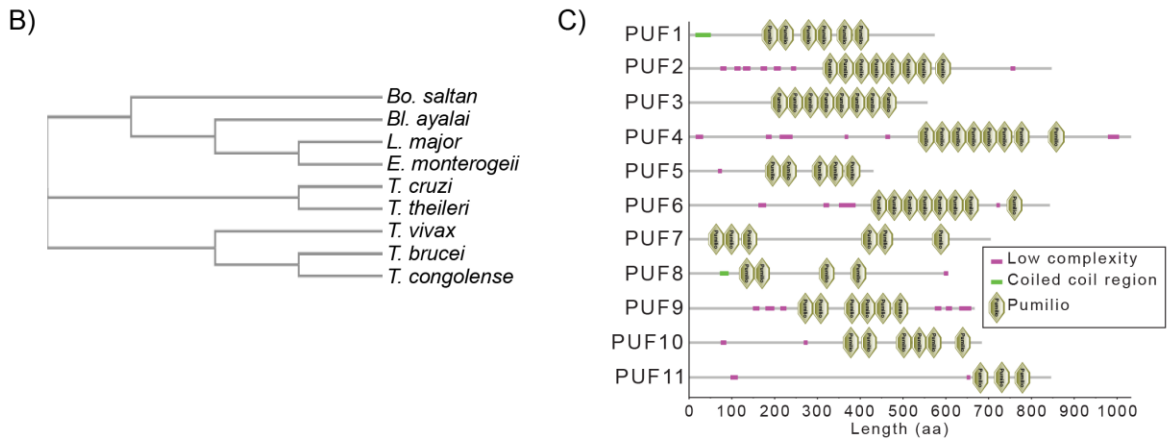 B)
Bo. saltan
Bl. ayalai
L. major
E. monterogeii
T. cruzi
T. theileri
T. vivax
T. brucei
T. congolense
C)
PUF1
PUF2
PUF3
PUF4
PUF5
PUF6
PUF7
PUF8
PUF9
PUF10
PUF11
Low complexity
Coiled coil region
Pumilio
0 100 200 300 400 500 600 700 800 900 1000
Length (aa)